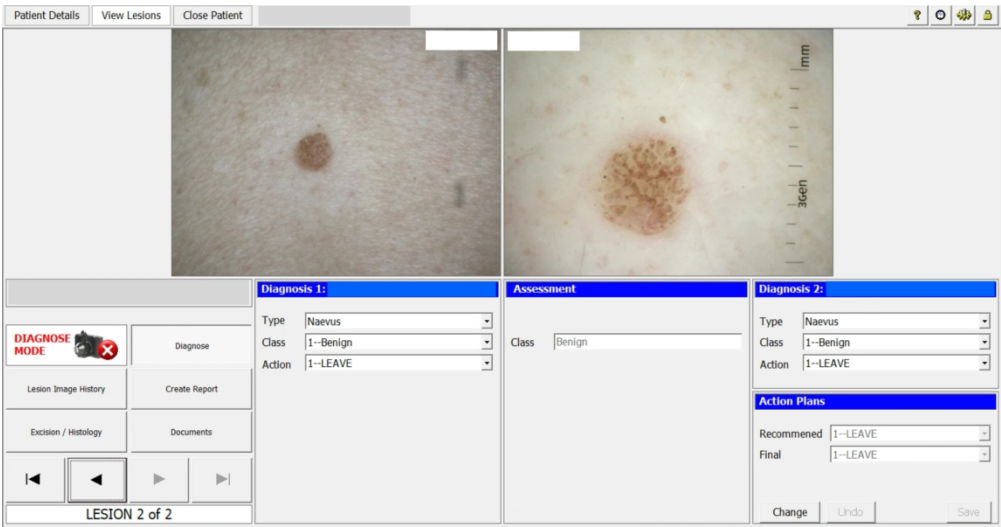 Patient Details View Lesions Close Patient ?
mm
3Gen
Diagnosis 1:
Type Naevus
Class 1--Benign
Action 1--LEAVE
Assessment
Class Benign
Diagnosis 2:
Type Naevus
Class 1--Benign
Action 1--LEAVE
DIAGNOSE
MODE
Diagnose
Lesion Image History Create Report
Excision / Histology Documents
LESION 2 of 2
Action Plans
Recommened 1--LEAVE
Final 1--LEAVE
Change Undo Save